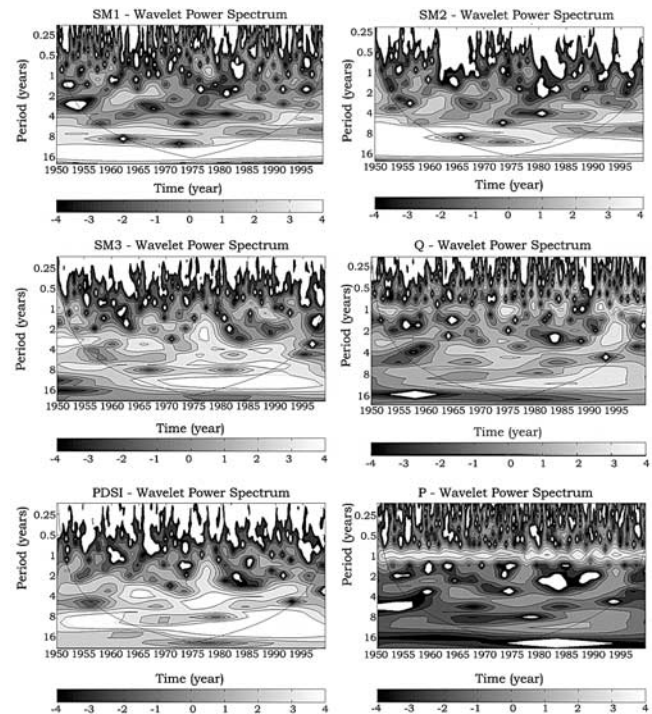 SM1 - Wavelet Power Spectrum
SM2 - Wavelet Power Spectrum
Period (years)
0.25
0.5
1
2
4
8
16
1950 1955 1960 1965 1970 1975 1980 1985 1990 1995
Time (year)
-4 -3 -2 -1 0 1 2 3 4
0.25
0.5
1
2
4
8
16
1950 1955 1960 1965 1970 1975 1980 1985 1990 1995
Time (year)
-4 -3 -2 -1 0 1 2 3 4
SM3 - Wavelet Power Spectrum
Q - Wavelet Power Spectrum
Period (years)
0.25
0.5
1
2
4
8
16
1950 1955 1960 1965 1970 1975 1980 1985 1990 1995
Time (year)
-4 -3 -2 -1 0 1 2 3 4
0.25
0.5
1
2
4
8
16
1950 1955 1960 1965 1970 1975 1980 1985 1990 1995
Time (year)
-4 -3 -2 -1 0 1 2 3 4
PDSI - Wavelet Power Spectrum
P - Wavelet Power Spectrum
Period (years)
0.25
0.5
1
2
4
8
16
1950 1955 1960 1965 1970 1975 1980 1985 1990 1995
Time (year)
-4 -3 -2 -1 0 1 2 3 4
0.25
0.5
1
2
4
8
16
1950 1955 1960 1965 1970 1975 1980 1985 1990 1995
Time (year)
-4 -3 -2 -1 0 1 2 3 4